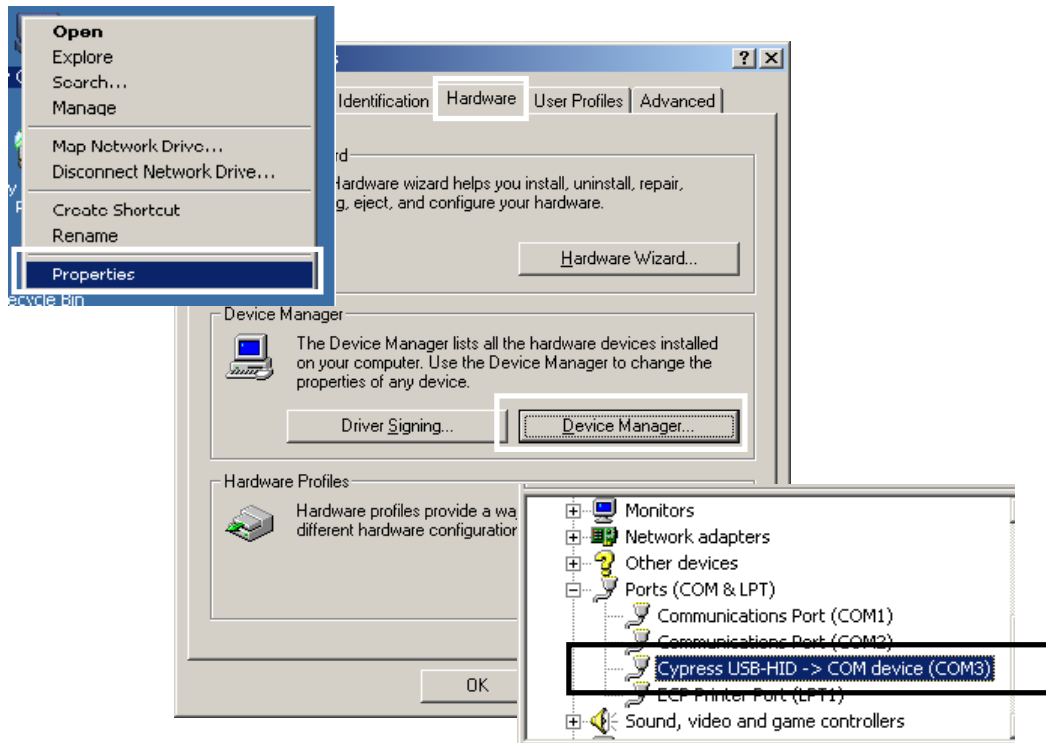 Open
Explore
Search...
Manage
Map Network Drive...
Disconnect Network Drive...
Create Shortcut
Rename
Properties
ecycle Bin
Identification
Hardware
User Profiles
Advanced
rd
Hardware wizard helps you install, uninstall, repair,
g, eject, and configure your hardware.
Hardware Wizard...
Device Manager
The Device Manager lists all the hardware devices installed
on your computer. Use the Device Manager to change the
properties of any device.
Driver Signing...
Device Manager...
Hardware Profiles
Hardware profiles provide a wa
different hardware configuration
OK
Monitors
Network adapters
Other devices
Ports (COM & LPT)
Communications Port (COM1)
Communications Port (COM2)
Cypress USB-HID -> COM device (COM3)
ECP Printer Port (LPT1)
Sound, video and game controllers